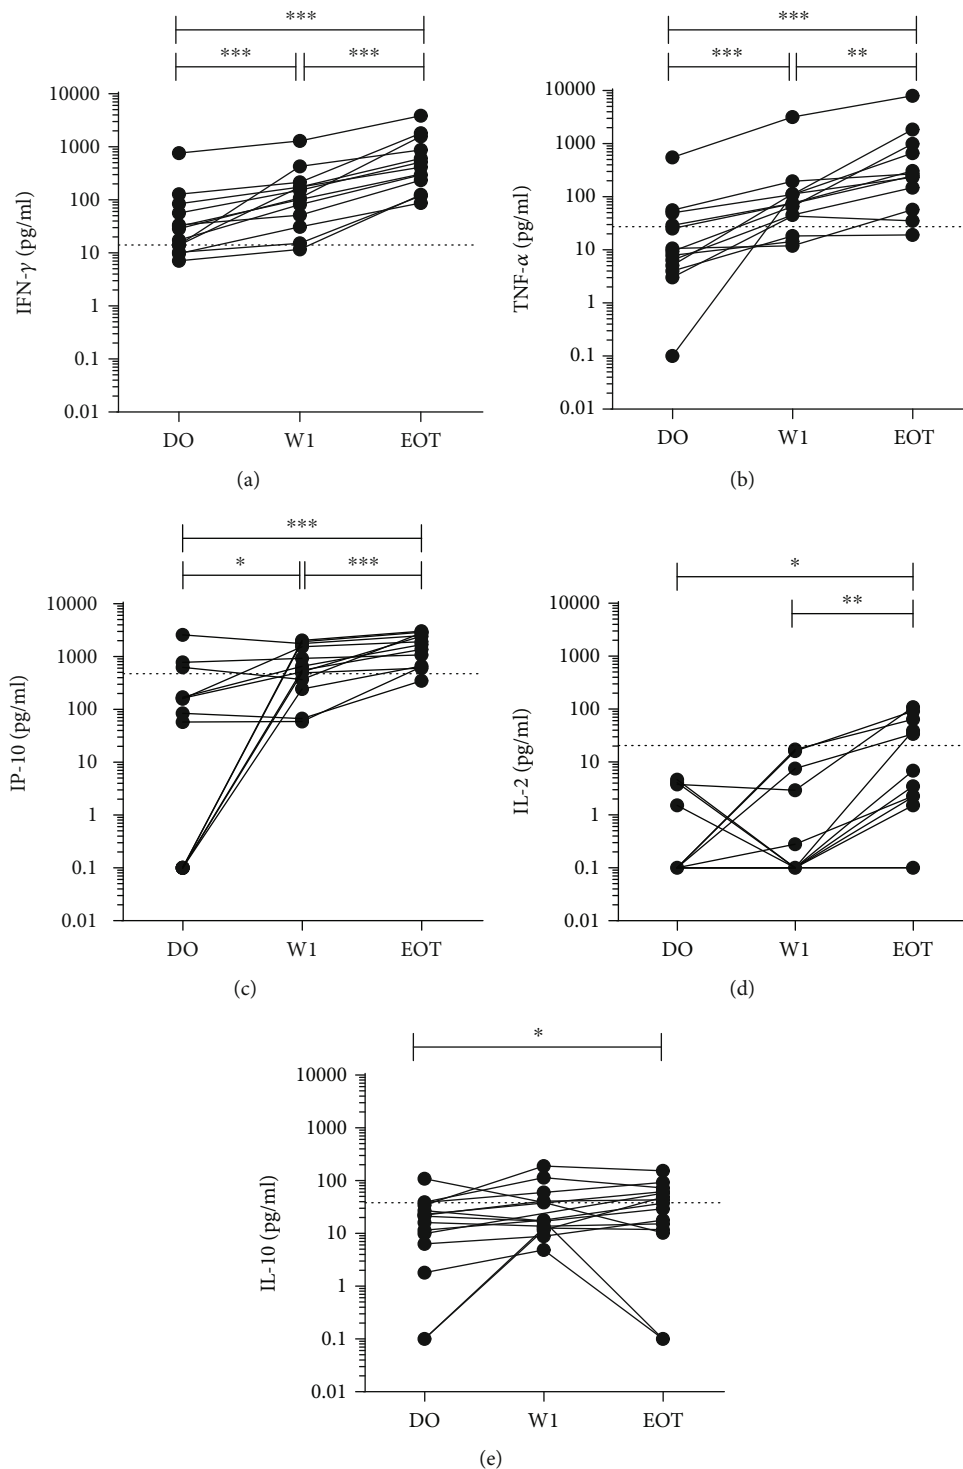 ***
***
***
10000
1000
100
10
1
0.1
0.01
IFN-γ (pg/ml)
DO
W1
EOT
(a)
***
***
**
10000
1000
100
10
1
0.1
0.01
TNF-α (pg/ml)
DO
W1
EOT
(b)
***
*
***
10000
1000
100
10
1
0.1
0.01
IP-10 (pg/ml)
DO
W1
EOT
(c)
*
**
10000
1000
100
10
1
0.1
0.01
IL-2 (pg/ml)
DO
W1
EOT
(d)
*
10000
1000
100
10
1
0.1
0.01
IL-10 (pg/ml)
DO
W1
EOT
(e)